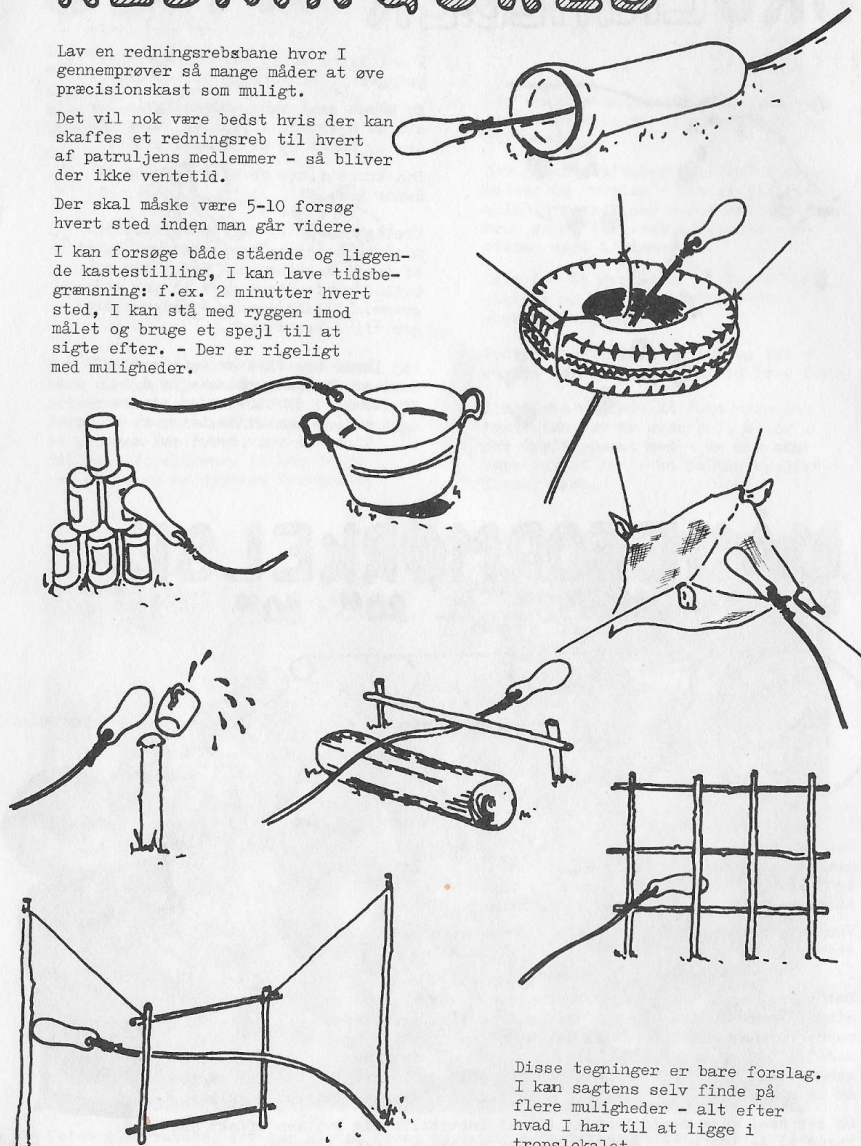 REDNINGSREB
Lav en redningsrebsbane hvor I
gennemprøver så mange måder at øve
præcisionskast som muligt.
Det vil nok være bedst hvis der kan
skaffes et redningsreb til hvert
af patruljens medlemmer - så bliver
der ikke ventetid.
Der skal måske være 5-10 forsøg
hvert sted inden man går videre.
I kan forsøge både stående og liggen-
de kastestilling, I kan lave tidsbe-
grænsning: f.ex. 2 minutter hvert
sted, I kan stå med ryggen imod
målet og bruge et spejl til at
sigte efter. - Der er rigeligt
med muligheder.
Disse tegninger er bare forslag.
I kan sagtens selv finde på
flere muligheder - alt efter
hvad I har til at ligge i
tropslokalet